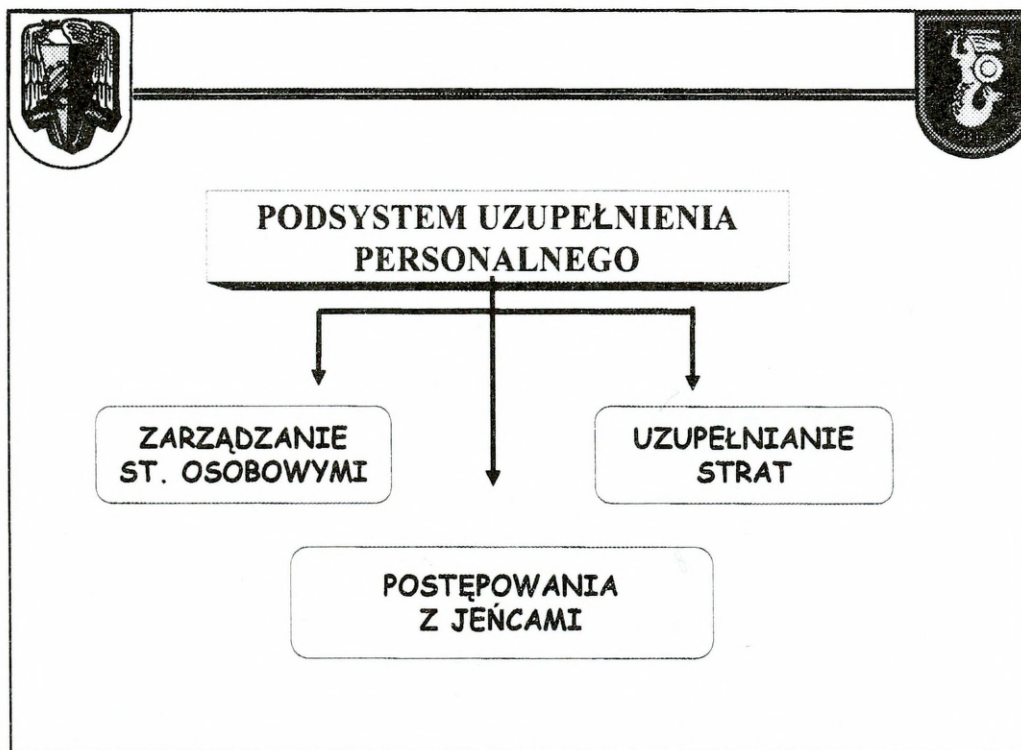 PODSYSTEM UZUPEŁNIENIA
PERSONALNEGO
ZARZĄDZANIE
ST. OSOBOWYMI
UZUPEŁNIANIE
STRAT
POSTĘPOWANIA
Z JEŃCAMI